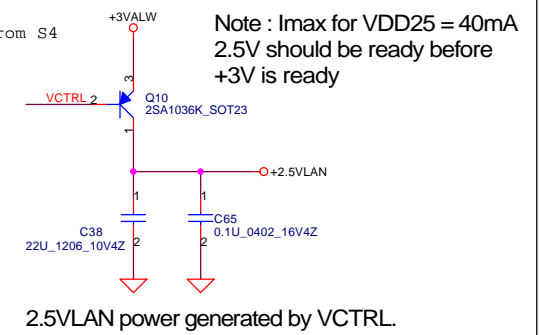 rom S4
+3VALW
Note : Imax for VDD25 = 40mA
2.5V should be ready before
+3V is ready
3
VCTRL 2
Q10
2SA1036K_SOT23
1
+2.5VLAN
1
1
C38
22U_1206_10V4Z
2
C65
0.1U_0402_16V4Z
2
2.5VLAN power generated by VCTRL.